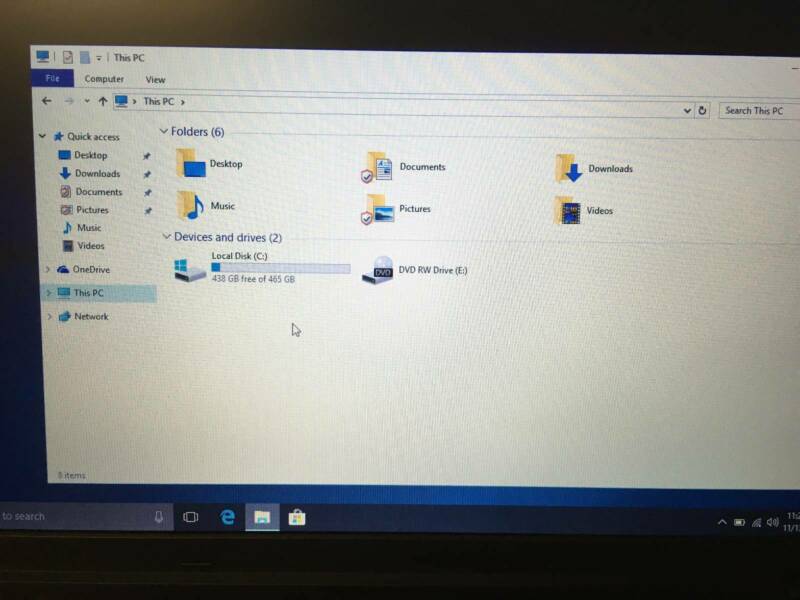 This PC
File Computer View
This PC
Search This PC
Quick access
Desktop
Downloads
Documents
Pictures
Music
Videos
OneDrive
This PC
Network
Folders (6)
Desktop
Documents
Downloads
Music
Pictures
Videos
Devices and drives (2)
Local Disk (C:)
438 GB free of 465 GB
DVD
DVD RW Drive (E:)
8 items
to search
11:2
11/1